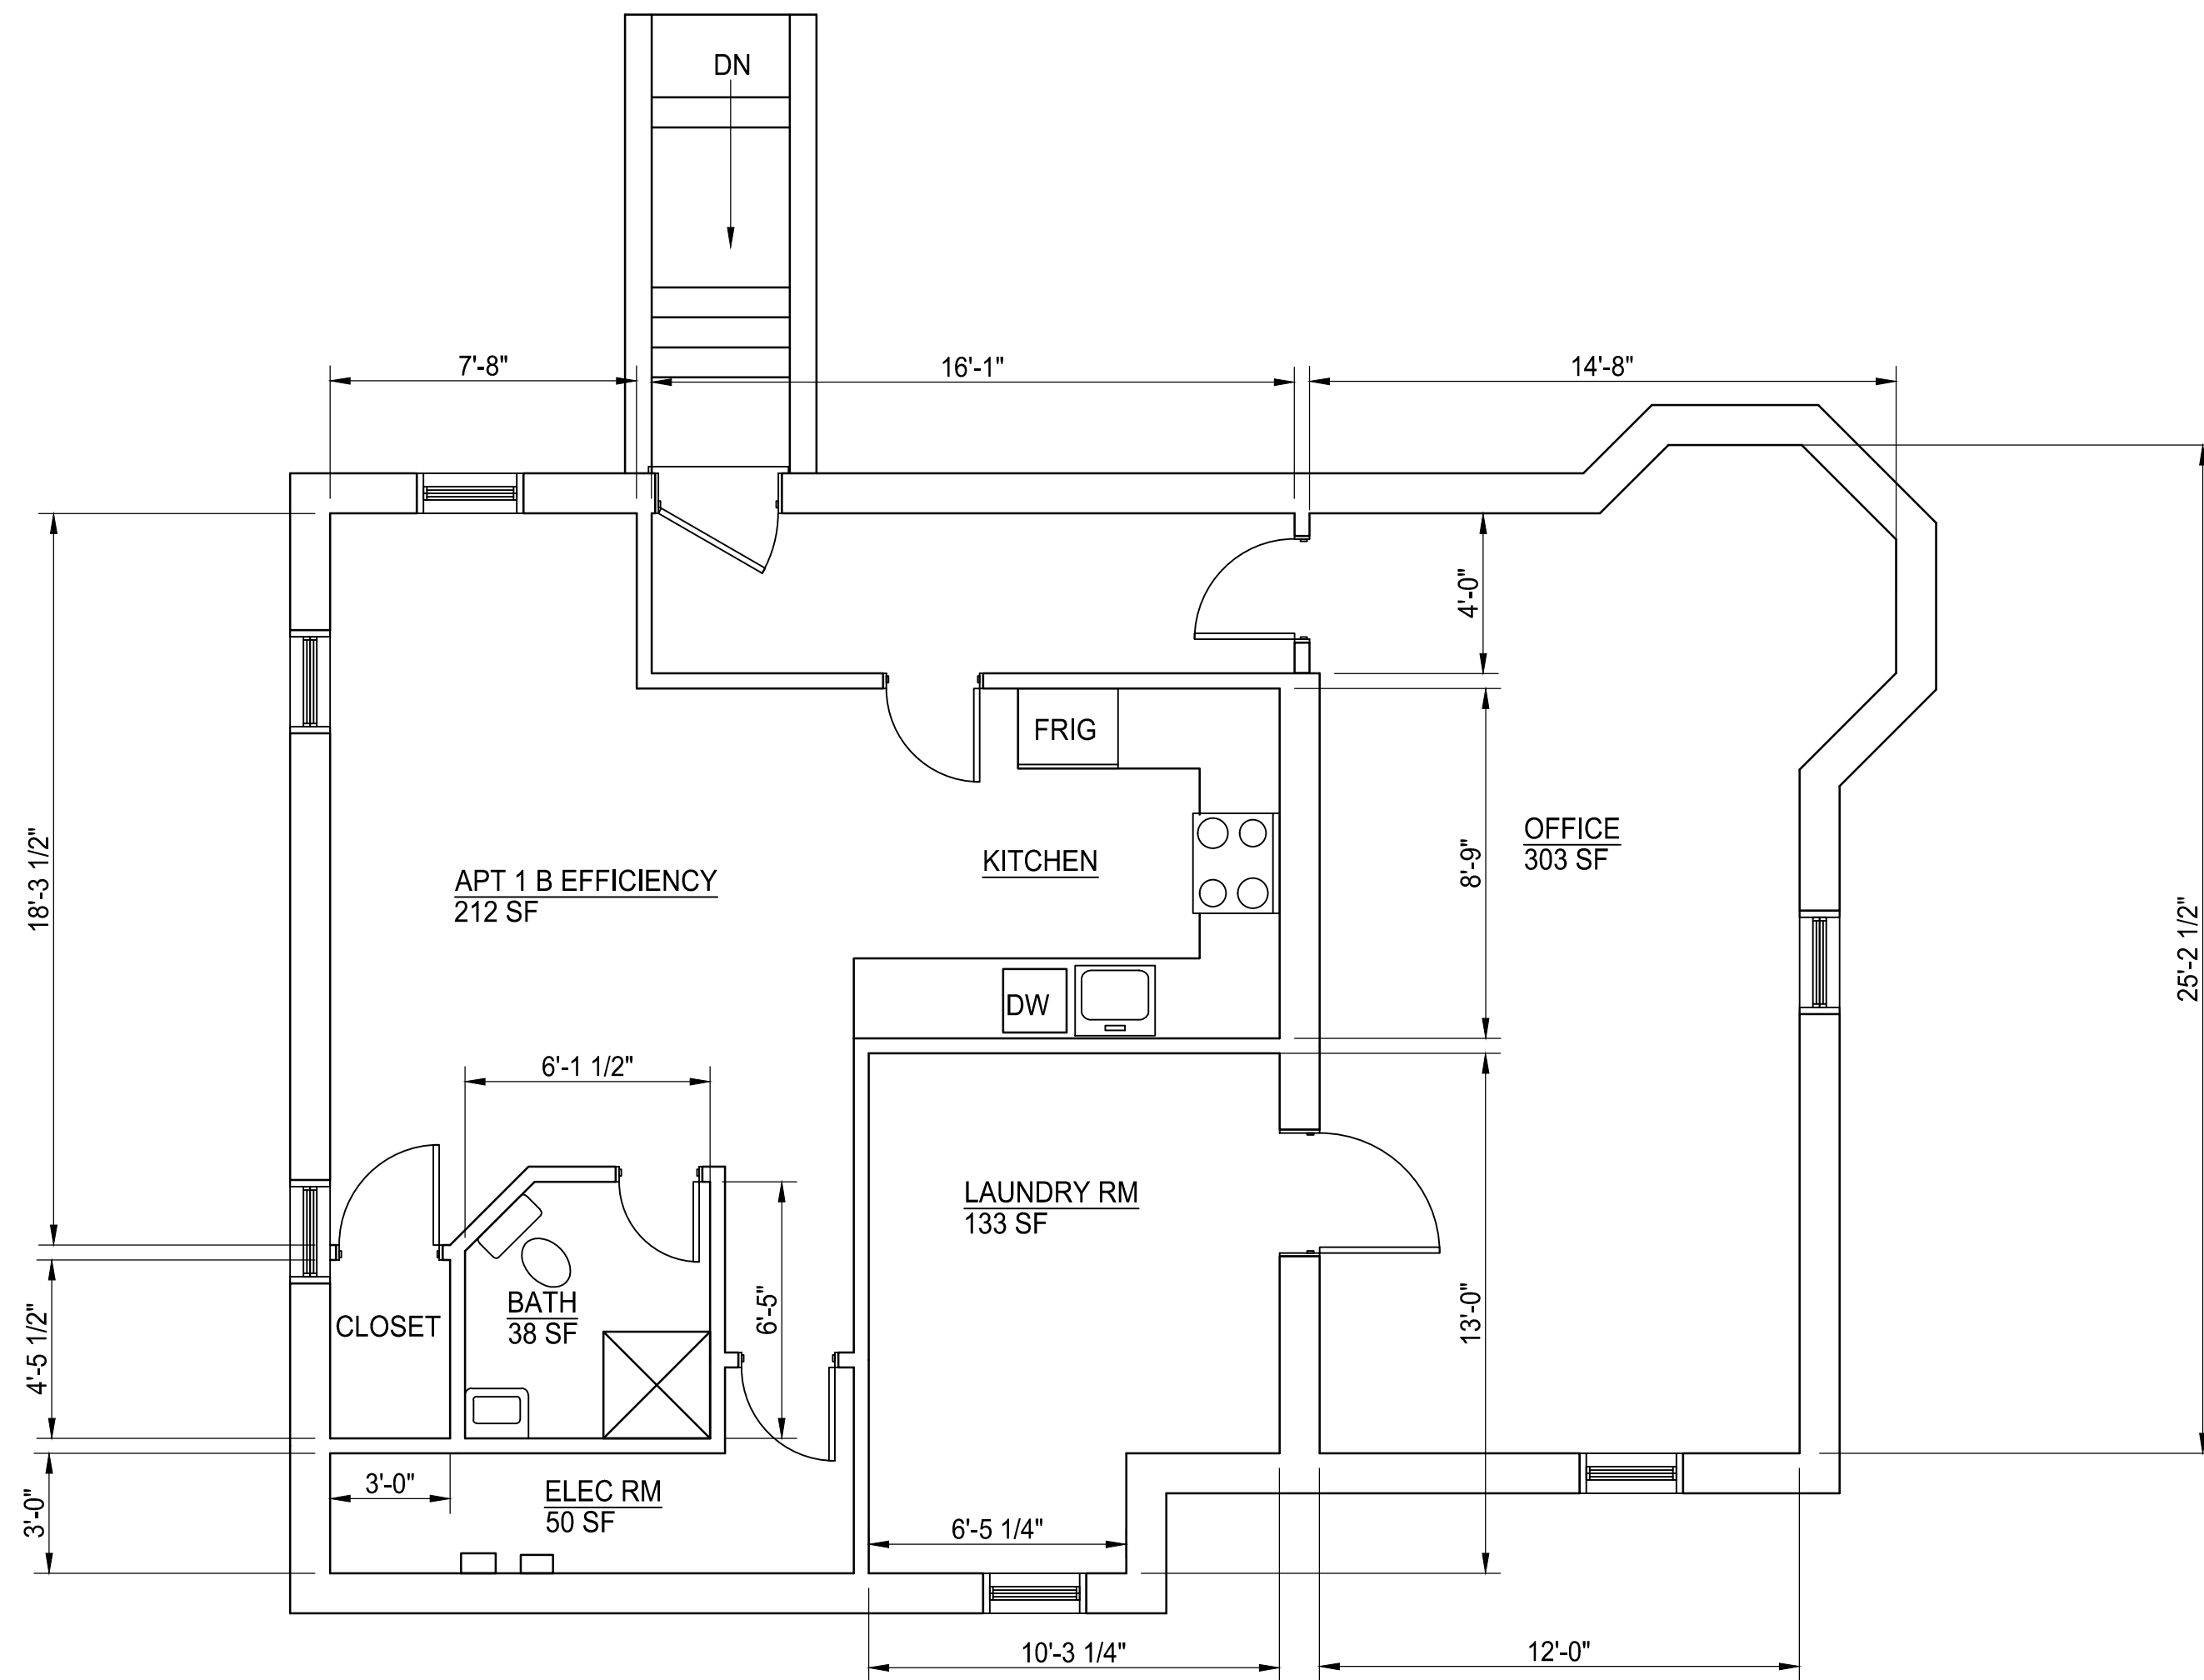 DN
7'-8"
16'-1"
14'-8"
4'-0"
FRIG
18'-3 1/2"
APT 1 B EFFICIENCY
212 SF
KITCHEN
8'-9"
OFFICE
303 SF
25'-2 1/2"
DW
6'-1 1/2"
LAUNDRY RM
133 SF
4'-5 1/2"
CLOSET
BATH
38 SF
6'-5"
13'-0"
3'-0"
3'-0"
ELEC RM
50 SF
6'-5 1/4"
10'-3 1/4"
12'-0"